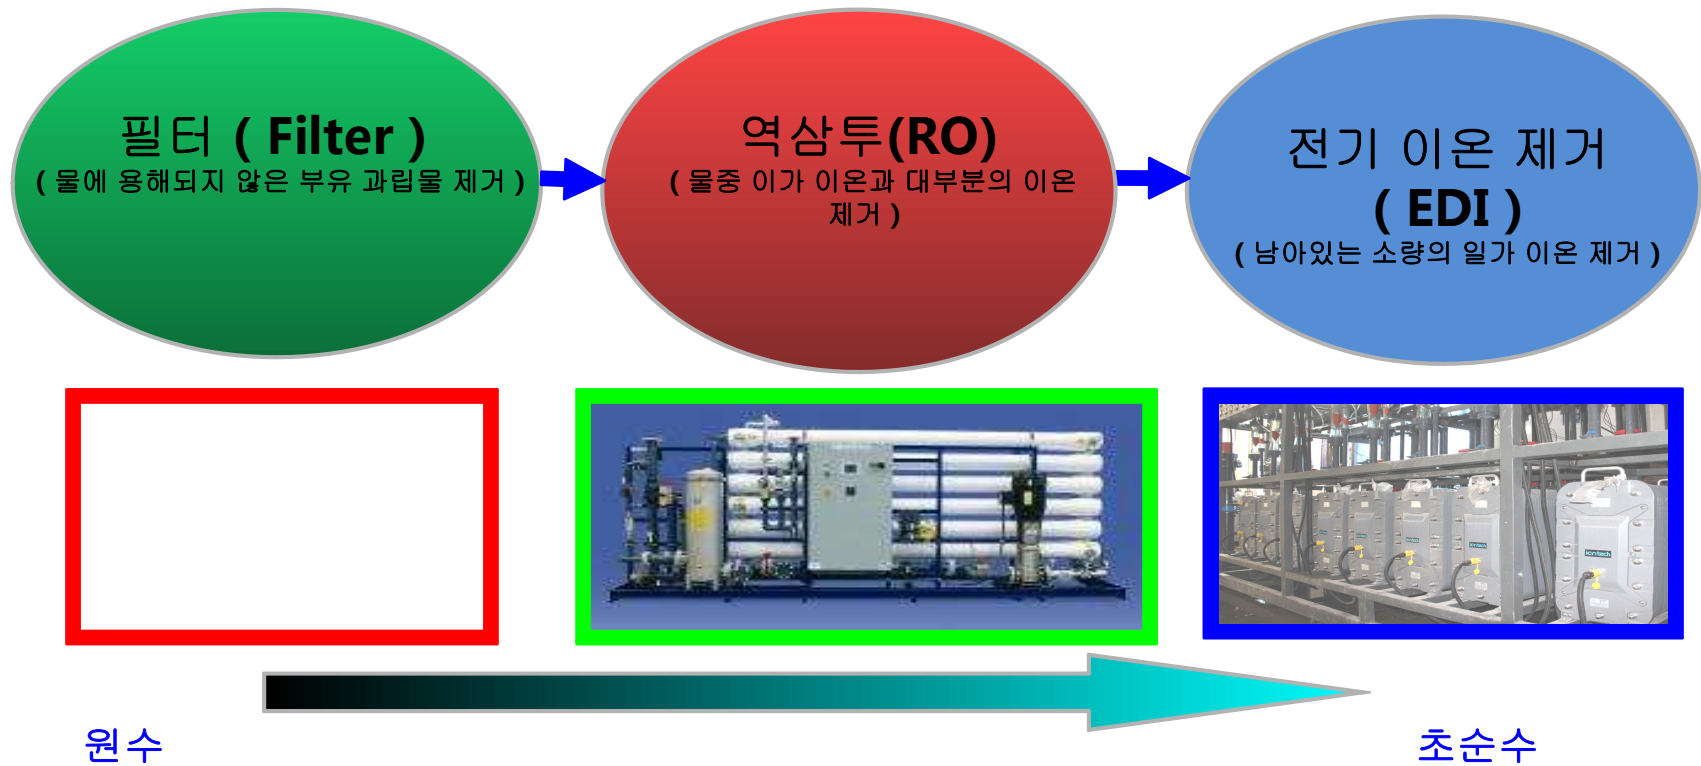 필터 ( Filter )
( 물에 용해되지 않은 부유 과립물 제거 )
역삼투(RO)
( 물중 이가 이온과 대부분의 이온
제거 )
전기 이온 제거
( EDI )
( 남아있는 소량의 일가 이온 제거 )
원수
초순수